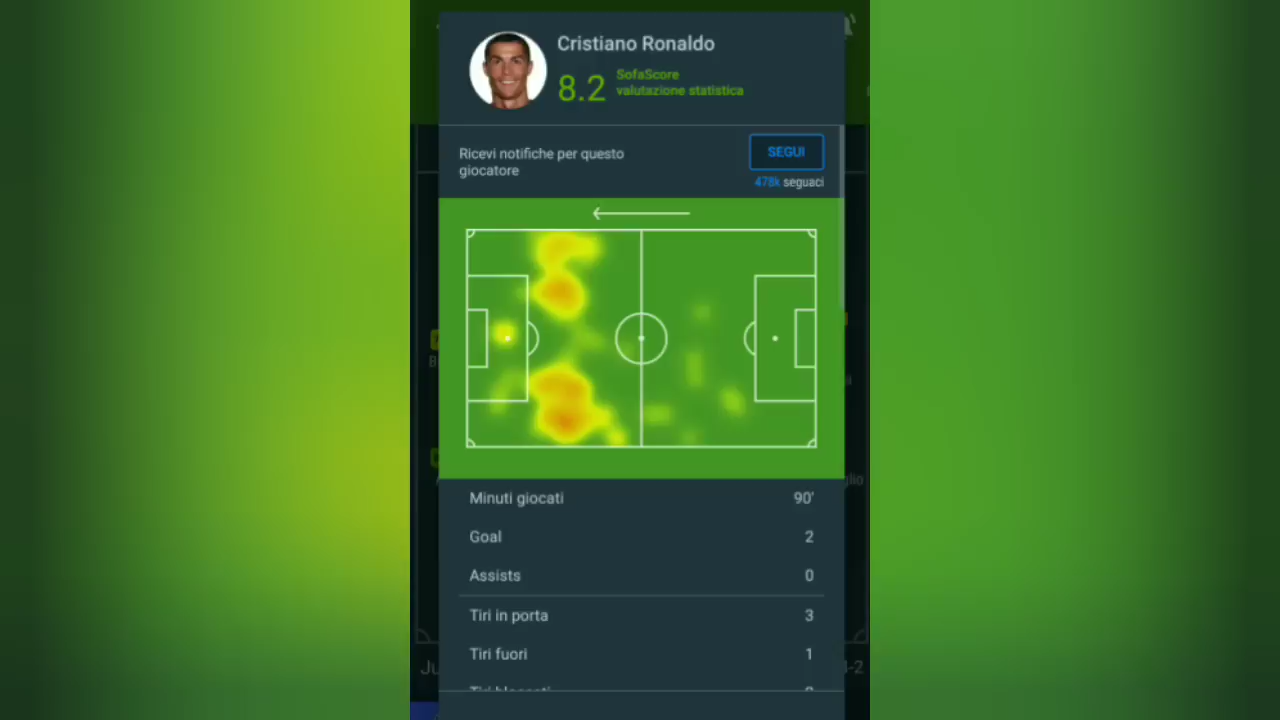 Cristiano Ronaldo
8.2
SofaScore
valutazione statistica
Ricevi notifiche per questo
giocatore
SEGUI
478k seguaci
Minuti giocati 90'
Goal 2
Assists 0
Tiri in porta 3
Tiri fuori 1